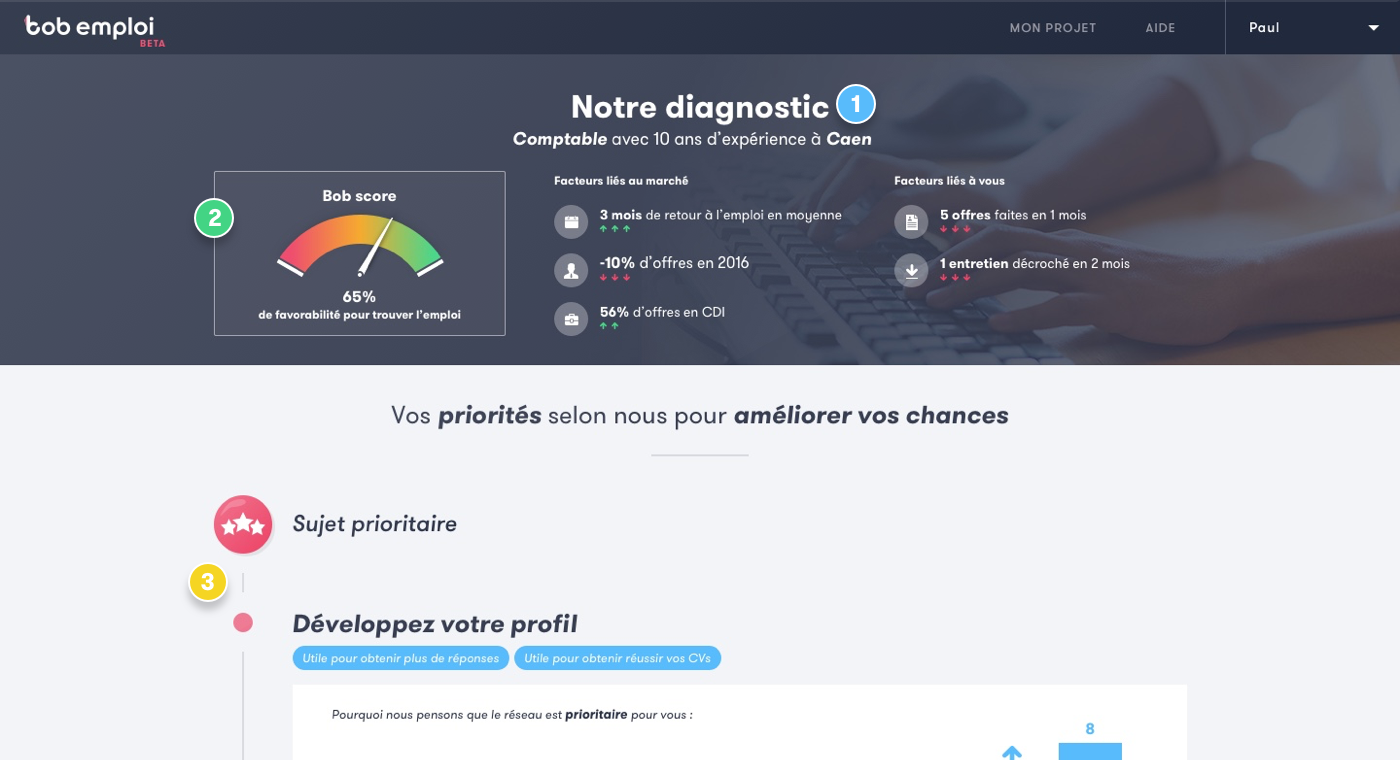 bob emploi
BETA
MON PROJET
AIDE
Paul
Notre diagnostic 1
Comptable avec 10 ans d'expérience à Caen
2
Bob score
65%
de favorabilité pour trouver l'emploi
Facteurs liés au marché
3 mois de retour à l'emploi en moyenne
-10% d'offres en 2016
56% d'offres en CDI
Facteurs liés à vous
5 offres faites en 1 mois
1 entretien décroché en 2 mois
Vos priorités selon nous pour améliorer vos chances
Sujet prioritaire
3
Développez votre profil
Utile pour obtenir plus de réponses
Utile pour obtenir réussir vos CVs
Pourquoi nous pensons que le réseau est prioritaire pour vous :
8